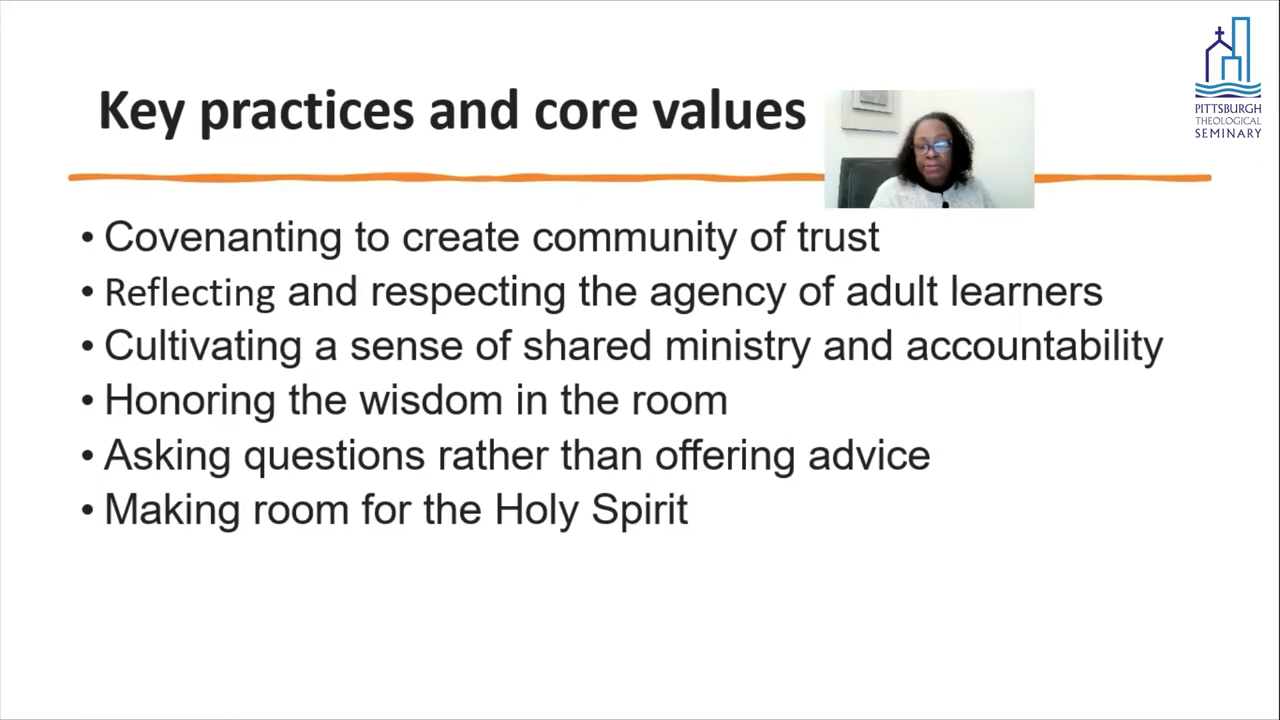 Key practices and core values
PITTSBURGH
THEOLOGICAL
SEMINARY
• Covenanting to create community of trust
• Reflecting and respecting the agency of adult learners
• Cultivating a sense of shared ministry and accountability
• Honoring the wisdom in the room
• Asking questions rather than offering advice
• Making room for the Holy Spirit